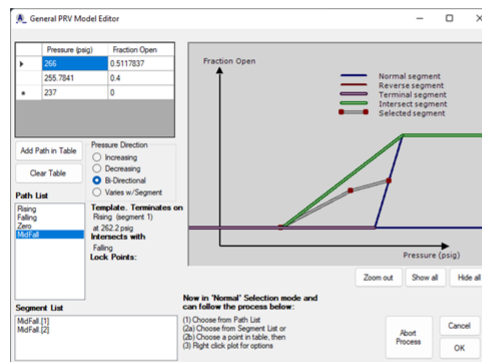 General PRV Model Editor
Pressure (psig) Fraction Open
266 0.5117837
255.7841 0.4
* 237 0
Add Path in Table
Clear Table
Pressure Direction
Increasing
Decreasing
Bi-Directional
Varies w/Segment
Path List
Rising
Falling
Zero
MidFall
Template, Terminates on
Rising (segment 1)
at 262.2 psig
Intersects with
Falling
Lock Points:
Segment List
MidFall.[1]
MidFall.[2]
Fraction Open
Normal segment
Reverse segment
Terminal segment
Intersect segment
Selected segment
Pressure (psig)
Zoom out
Show all
Hide all
Now in 'Normal' Selection mode and
can follow the process below:
(1) Choose from Path List
(2a) Choose from Segment List or
(2b) Choose a point in table, then
(3) Right click plot for options
Abort
Process
Cancel
OK